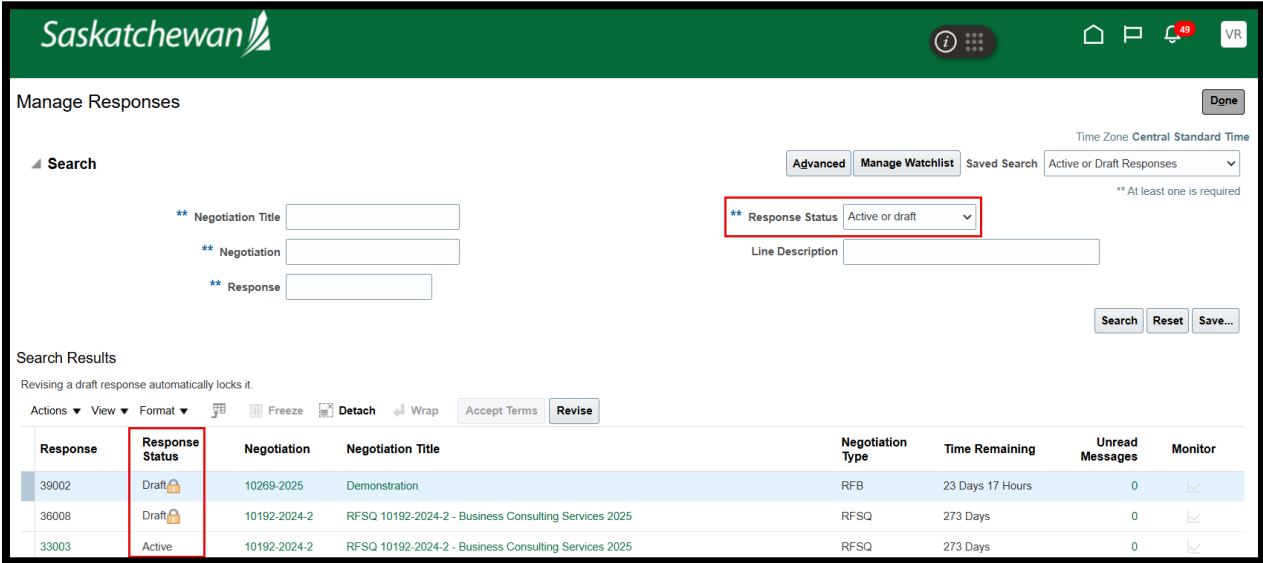 Saskatchewan
i
49
VR
Manage Responses
Done
Time Zone Central Standard Time
Search
Advanced Manage Watchlist Saved Search Active or Draft Responses
** At least one is required
** Negotiation Title ** Response Status Active or draft
** Negotiation Line Description
** Response
Search Reset Save...
Search Results
Revising a draft response automatically locks it.
Actions View Format Freeze Detach Wrap Accept Terms Revise
Response Response Status Negotiation Negotiation Title Negotiation Type Time Remaining Unread Messages Monitor
39002 Draft 10269-2025 Demonstration RFB 23 Days 17 Hours 0
36008 Draft 10192-2024-2 RFSQ 10192-2024-2 - Business Consulting Services 2025 RFSQ 273 Days 0
33003 Active 10192-2024-2 RFSQ 10192-2024-2 - Business Consulting Services 2025 RFSQ 273 Days 0